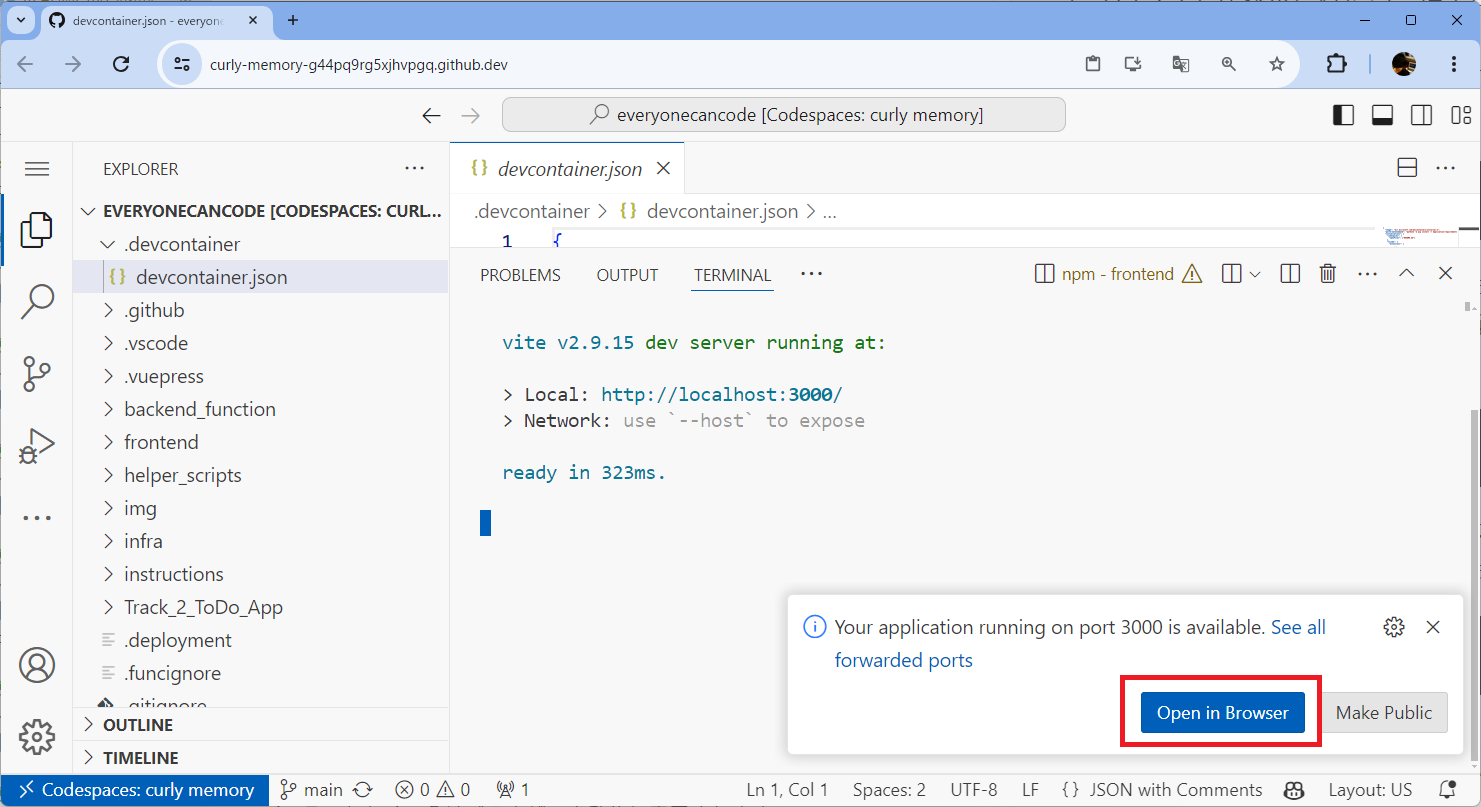 devcontainer.json - everyone
curly-memory-g44pq9rg5xjhvpgq.github.dev
everyonecancode [Codespaces: curly memory]
EXPLORER
EVERYONECANCODE [CODESPACES: CURL...
.devcontainer
{} devcontainer.json
.github
.vscode
.vuepress
backend_function
frontend
helper_scripts
img
infra
instructions
Track_2_ToDo_App
.deployment
.funcignore
.gitignore
OUTLINE
TIMELINE
{} devcontainer.json
.devcontainer > {} devcontainer.json > ...
1 {
PROBLEMS OUTPUT TERMINAL ...
npm - frontend
vite v2.9.15 dev server running at:
> Local: http://localhost:3000/
> Network: use `--host` to expose
ready in 323ms.
Your application running on port 3000 is available. See all
forwarded ports
Open in Browser Make Public
Codespaces: curly memory main 0 0 1 Ln 1, Col 1 Spaces: 2 UTF-8 LF {} JSON with Comments Layout: US